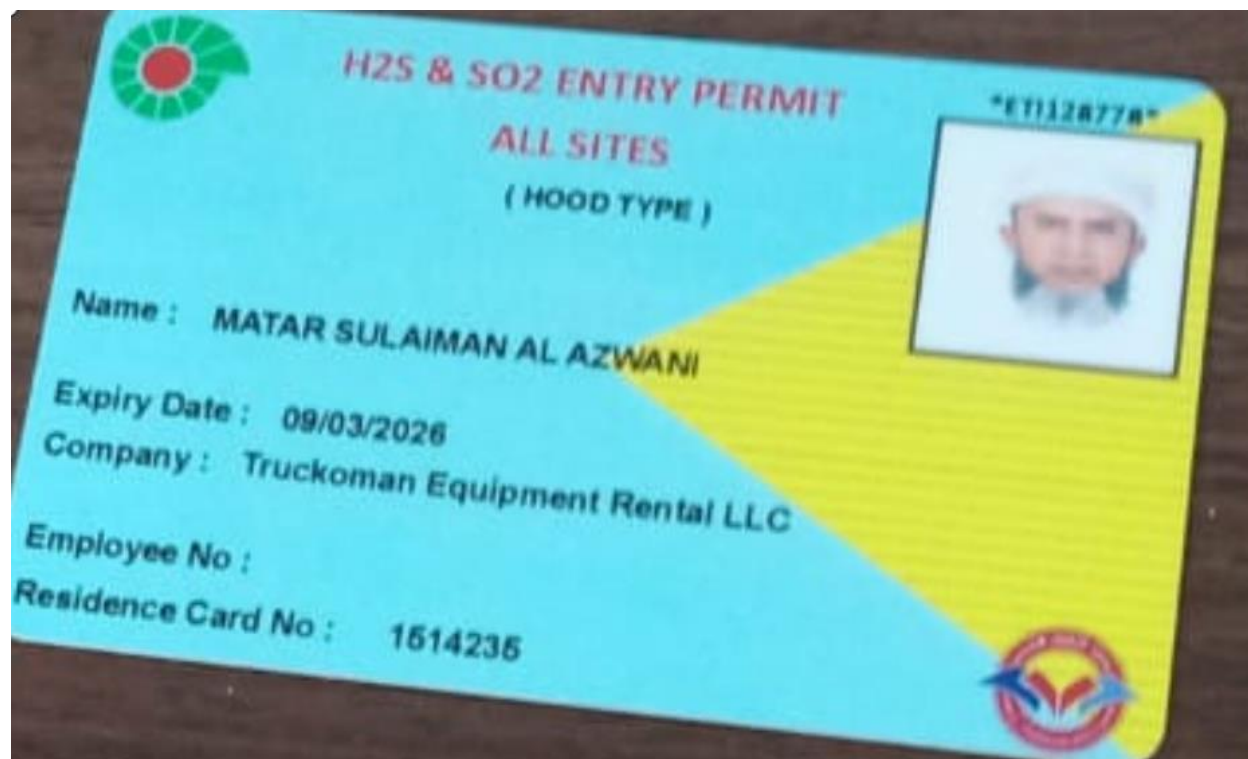 H2S & SO2 ENTRY PERMIT
ALL SITES
( HOOD TYPE )
Name : MATAR SULAIMAN AL AZWANI
Expiry Date : 09/03/2026
Company : Truckoman Equipment Rental LLC
Employee No :
Residence Card No : 1514235